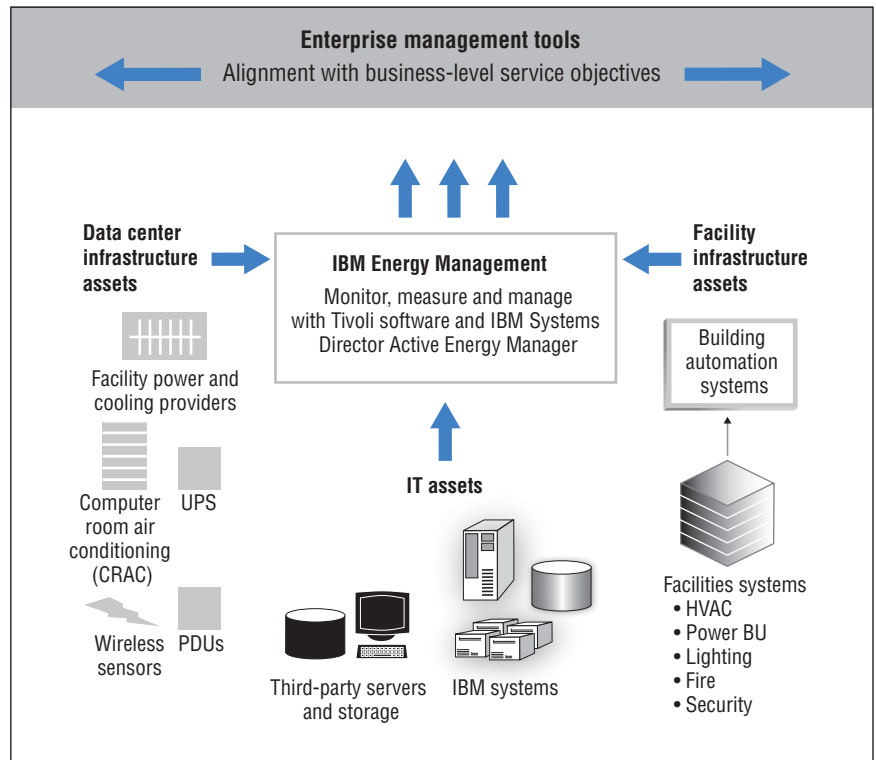 Enterprise management tools
Alignment with business-level service objectives
Data center
infrastructure
assets
IBM Energy Management
Monitor, measure and manage
with Tivoli software and IBM Systems
Director Active Energy Manager
Facility
infrastructure
assets
Facility power and
cooling providers
Computer
room air
conditioning
(CRAC)
UPS
Wireless
sensors
PDUs
IT assets
Third-party servers
and storage
IBM systems
Building
automation
systems
Facilities systems
• HVAC
• Power BU
• Lighting
• Fire
• Security